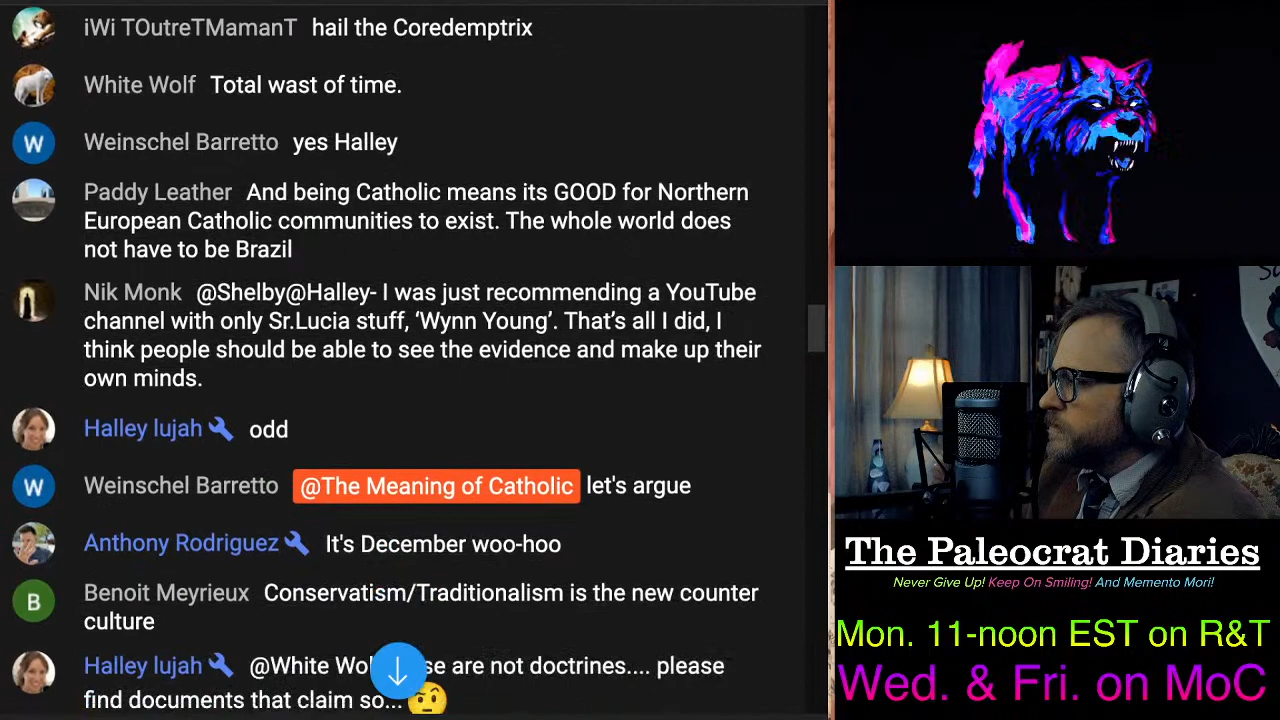 iWi TOutreTMamanT hail the Coredemptrix
White Wolf Total wast of time.
W
Weinschel Barretto yes Halley
Paddy Leather And being Catholic means its GOOD for Northern
European Catholic communities to exist. The whole world does
not have to be Brazil
Nik Monk @Shelby@Halley- I was just recommending a YouTube
channel with only Sr.Lucia stuff, ‘Wynn Young’. That’s all I did, I
think people should be able to see the evidence and make up their
own minds.
Halley lujah odd
W
Weinschel Barretto @The Meaning of Catholic let's argue
Anthony Rodriguez It's December woo-hoo
B
Benoit Meyrieux Conservatism/Traditionalism is the new counter
culture
Halley lujah @White are not doctrines.... please
find documents that claim so...
The Paleocrat Diaries
Never Give Up! Keep On Smiling! And Memento Mori!
Mon. 11-noon EST on R&T
Wed. & Fri. on MoC